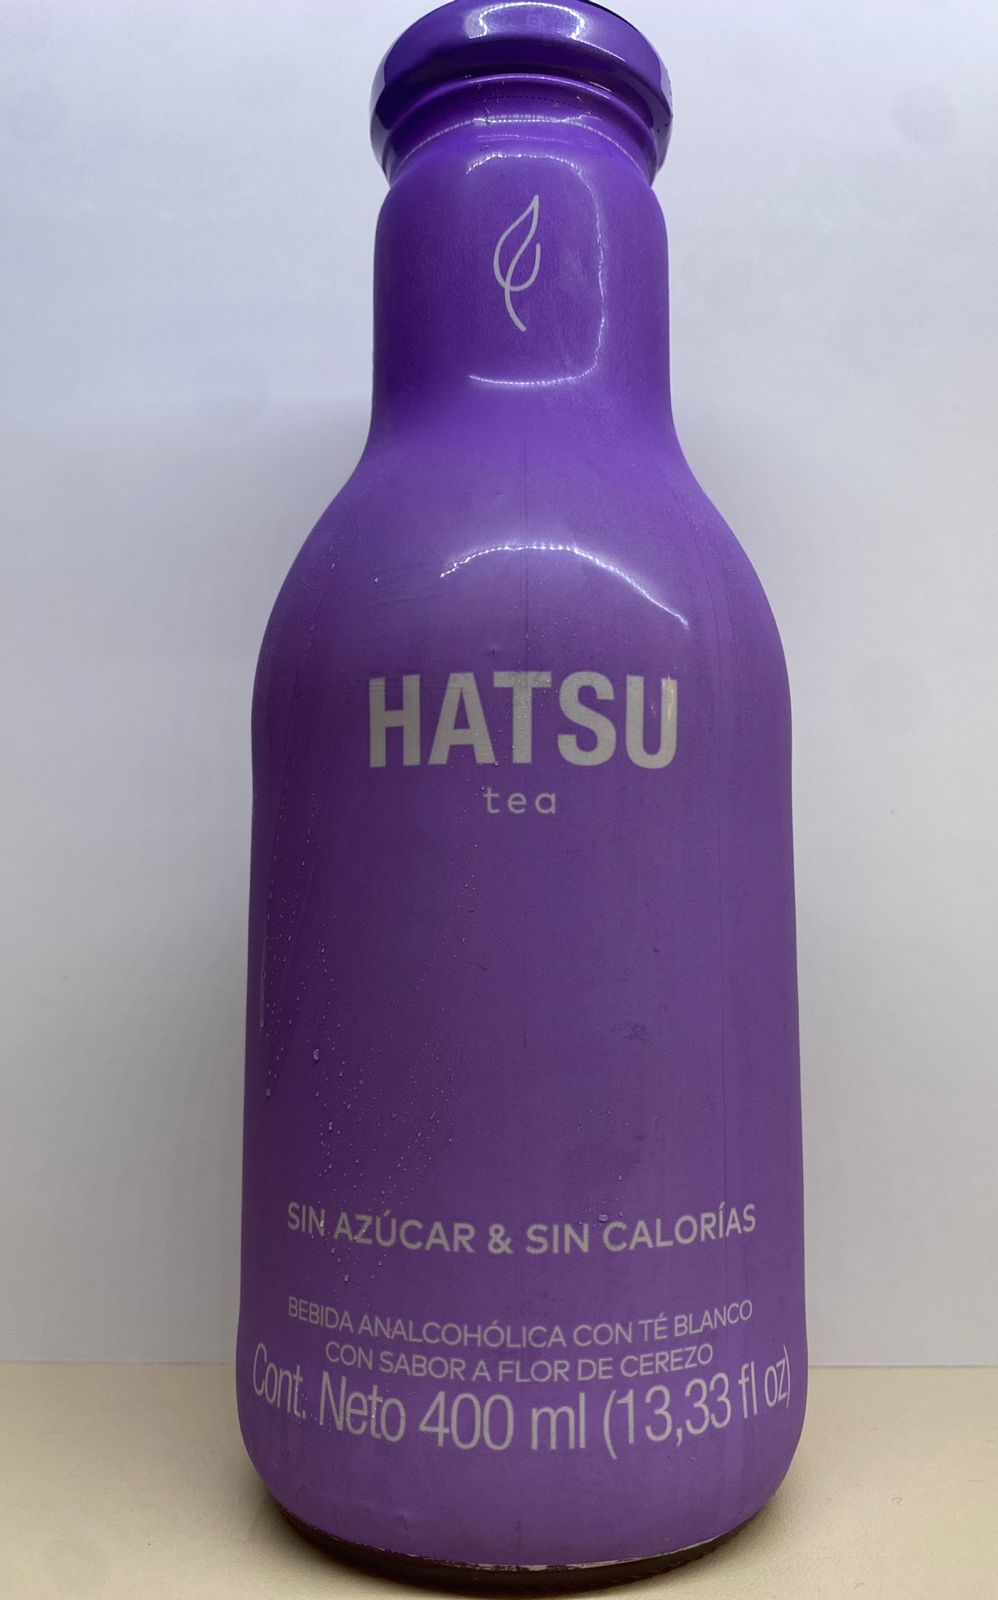 HATSU
tea
SIN AZÚCAR & SIN CALORÍAS
BEBIDA ANALCOHÓLICA CON TÉ BLANCO
CON SABOR A FLOR DE CEREZO
Cont. Neto 400 ml (13,33 fl oz)